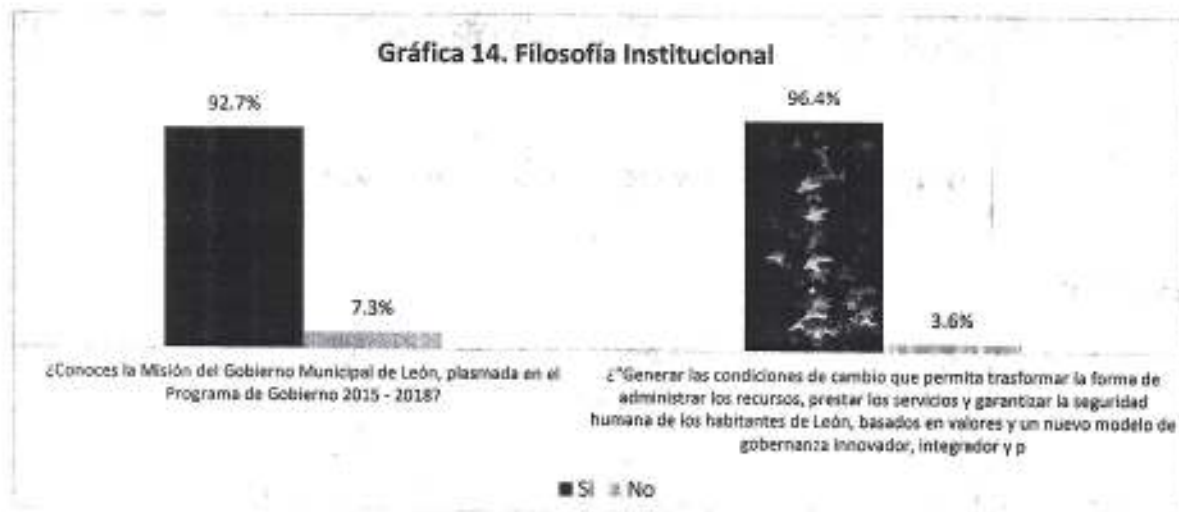 Gráfica 14. Filosofía Institucional
92.7%
7.3%
96.4%
3.6%
¿Conoces la Misión del Gobierno Municipal de León, plasmada en el
Programa de Gobierno 2015 - 2018?
¿"Generar las condiciones de cambio que permita trasformar la forma de
administrar los recursos, prestar los servicios y garantizar la seguridad
humana de los habitantes de León, basados en valores y un nuevo modelo de
gobernanza innovador, integrador y p
Si No